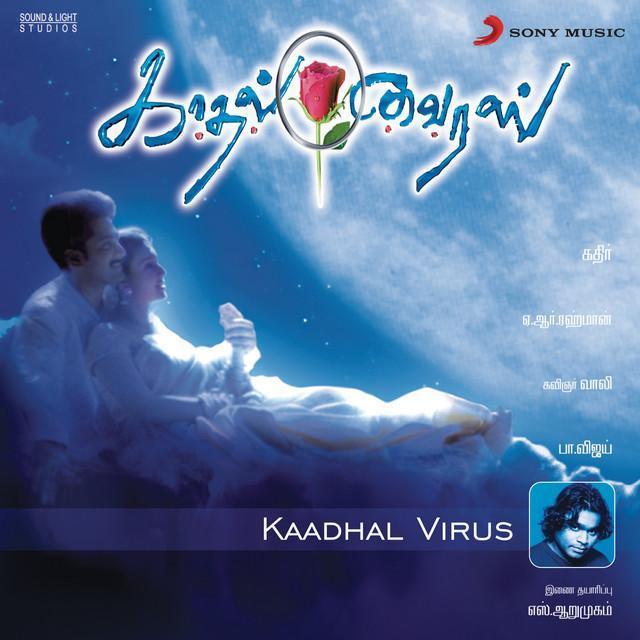 SOUND & LIGHT
STUDIOS
SONY MUSIC
காதல் வைரஸ்
கதிர்
ஏ.ஆர்.ரஹ்மான்
கவிஞர் வாலி
பா.விஜய்
KAADHAL VIRUS
இணை தயாரிப்பு
எஸ்.ஆறுமுகம்